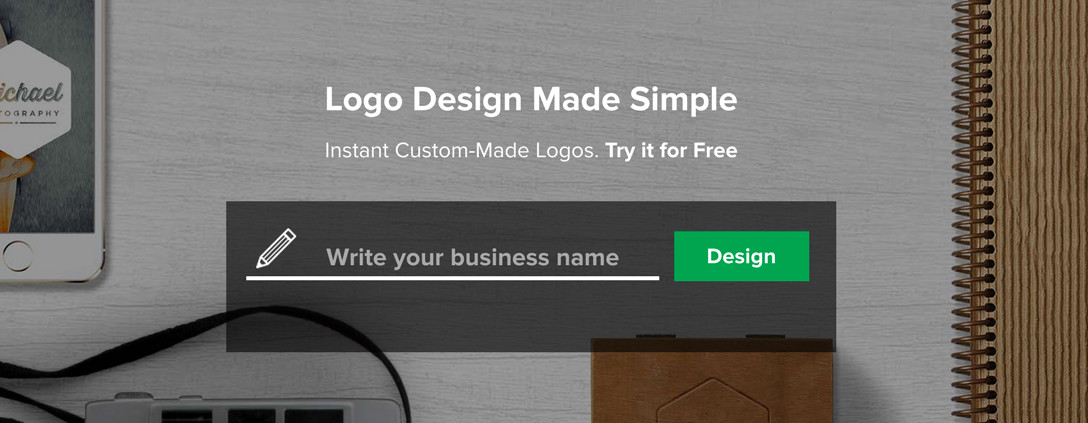 ichael
TOGRAPHY
Logo Design Made Simple
Instant Custom-Made Logos. Try it for Free
Write your business name
Design